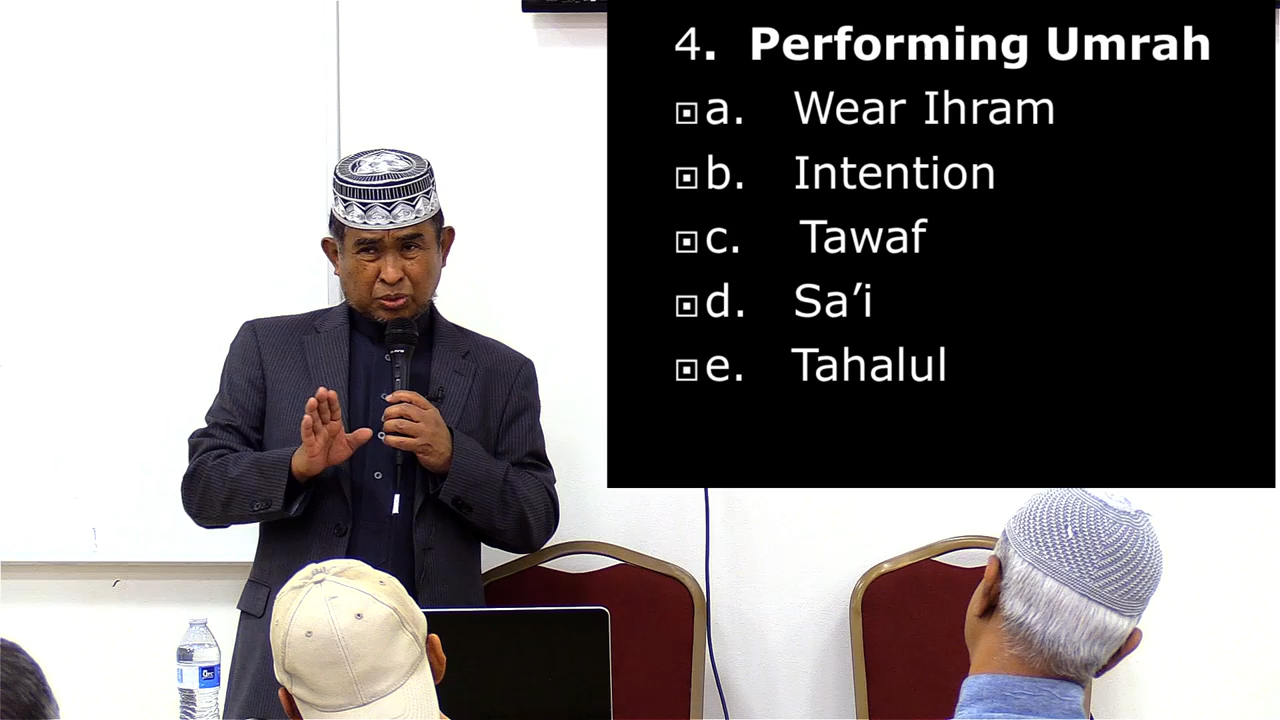 4. Performing Umrah
a. Wear Ihram
b. Intention
c. Tawaf
d. Sa’i
e. Tahalul